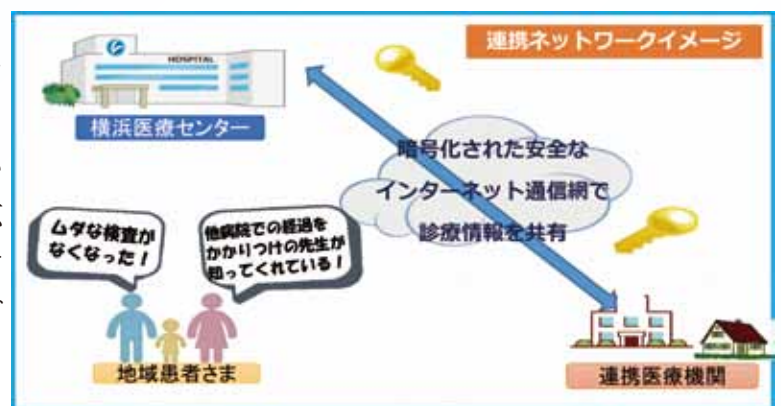 連携ネットワークイメージ
HOSPITAL
横浜医療センター
暗号化された安全な
インターネット通信網で
診療情報を共有
ムダな検査が
なくなった!
他病院での経過を
かかりつけの先生が
知ってくれている!
地域患者さま
連携医療機関